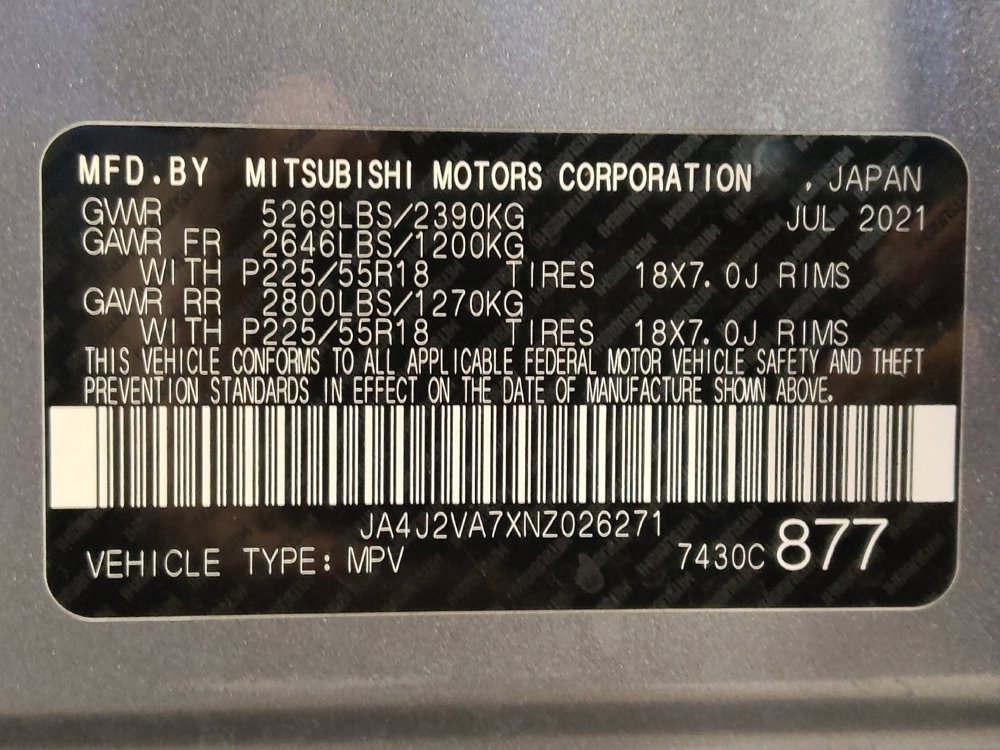 MFD.BY MITSUBISHI MOTORS CORPORATION , JAPAN
GVWR 5269LBS/2390KG JUL 2021
GAWR FR 2646LBS/1200KG
WITH P225/55R18 TIRES 18X7.0J RIMS
GAWR RR 2800LBS/1270KG
WITH P225/55R18 TIRES 18X7.0J RIMS
THIS VEHICLE CONFORMS TO ALL APPLICABLE FEDERAL MOTOR VEHICLE SAFETY AND THEFT
PREVENTION STANDARDS IN EFFECT ON THE DATE OF MANUFACTURE SHOWN ABOVE.
JA4J2VA7XNZ026271
VEHICLE TYPE: MPV 7430C 877